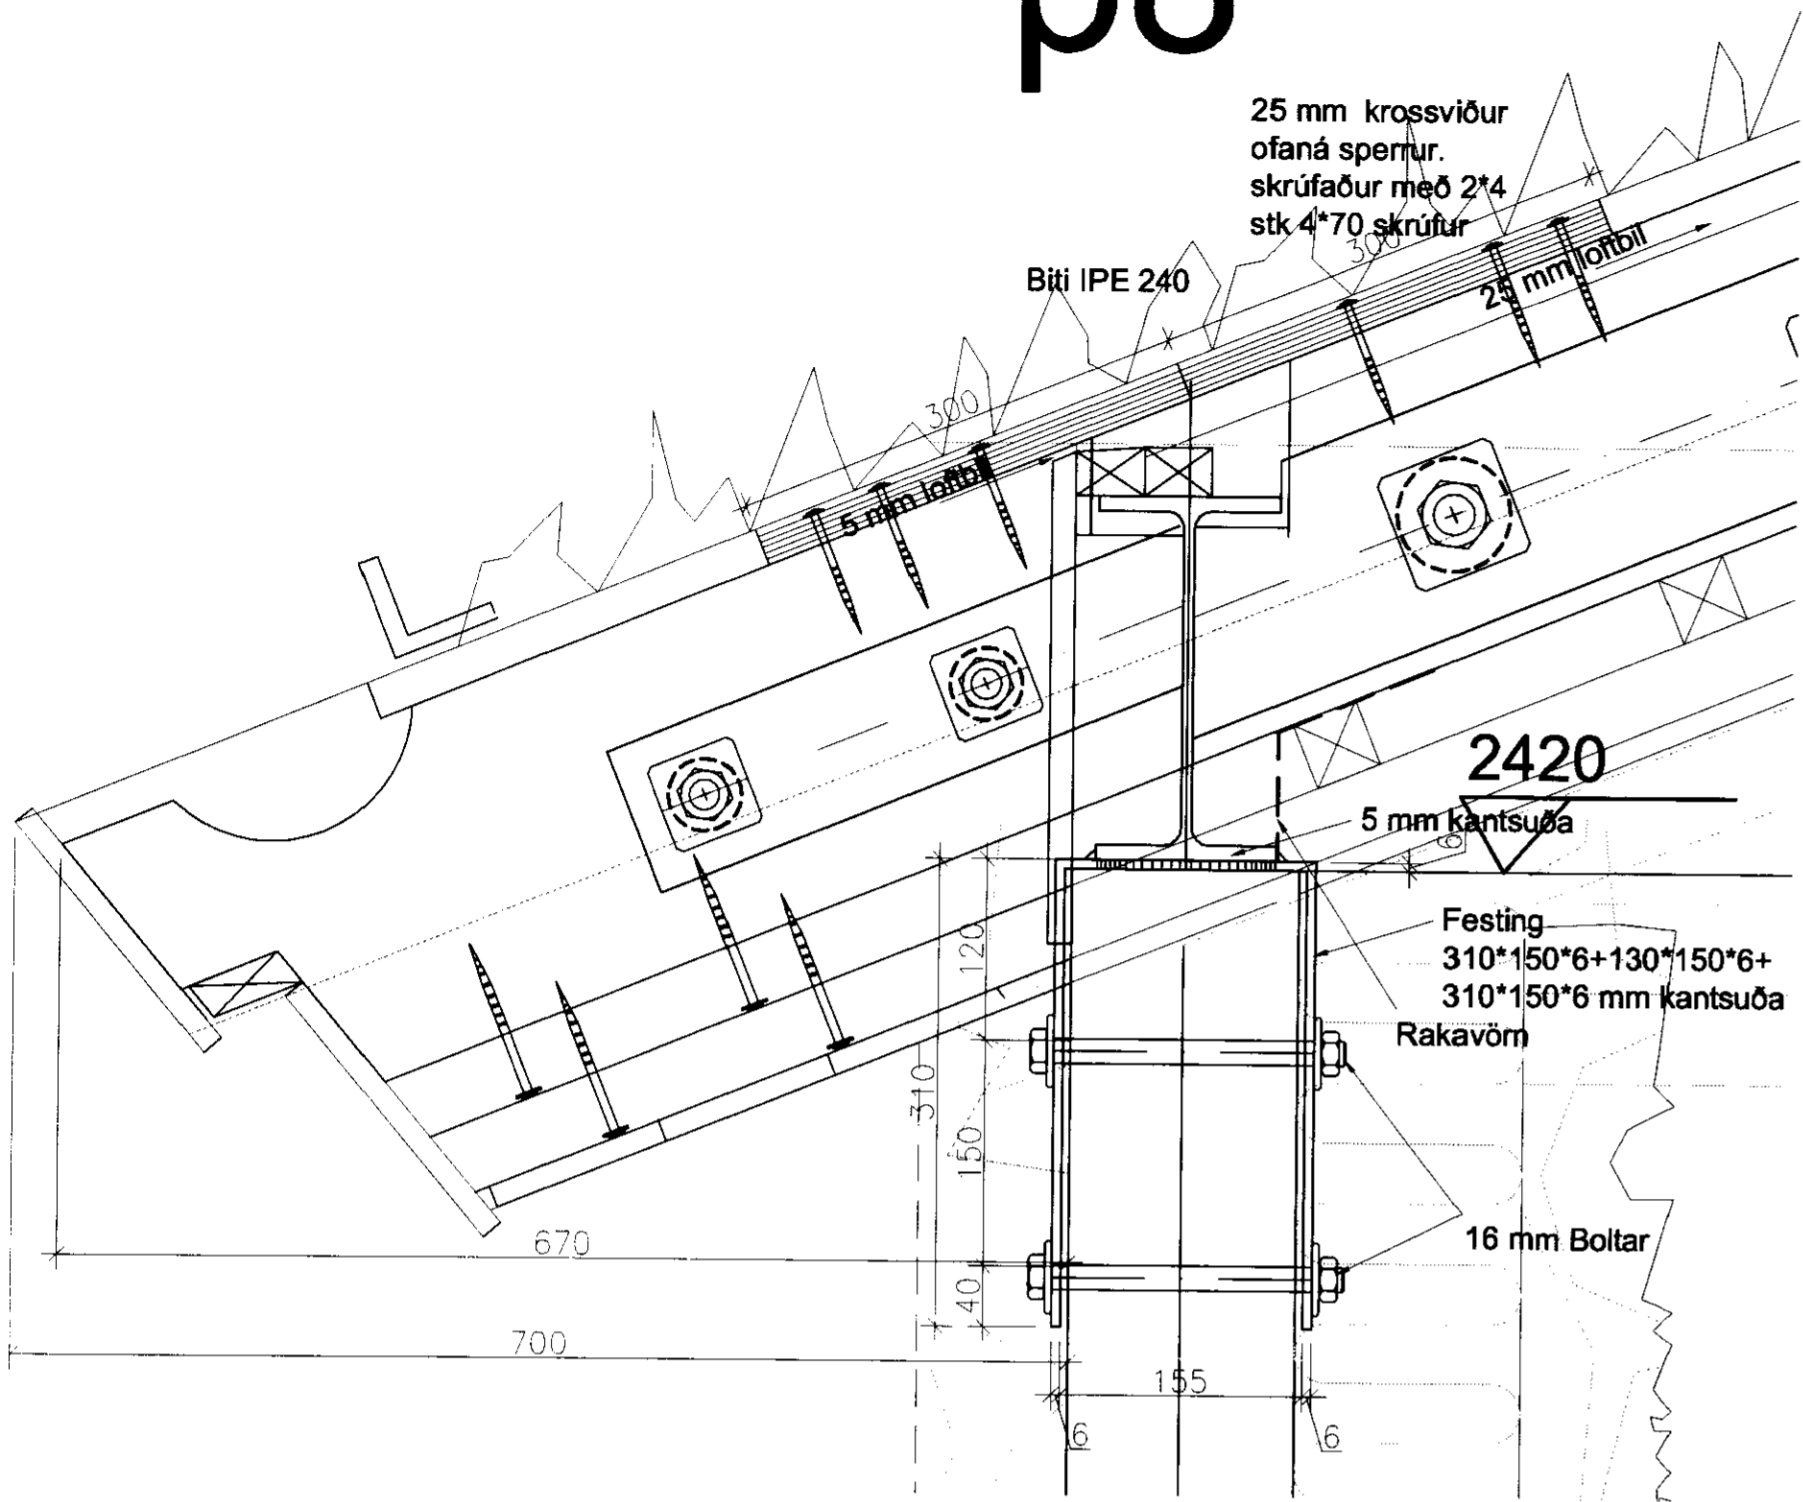 25 mm krossviður
ofaná sperrur.
skrúfaður með 2*4
stk 4*70 skrúfur
300
25 mm loftbil
Biti IPE 240
300
5 mm loftbil
2420
5 mm kantsuða
6
Festing
310*150*6+130*150*6+
310*150*6 mm kantsuða
Rakavörn
120
310
150
40
16 mm Boltar
670
700
155
6
6